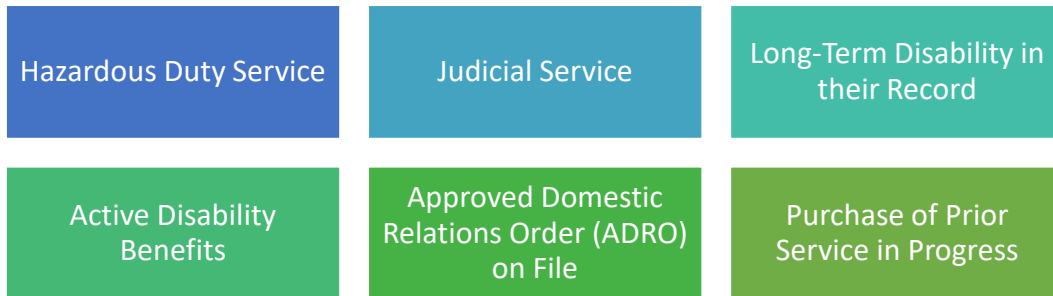 Hazardous Duty Service
Judicial Service
Long-Term Disability in
their Record
Active Disability
Benefits
Approved Domestic
Relations Order (ADRO)
on File
Purchase of Prior
Service in Progress